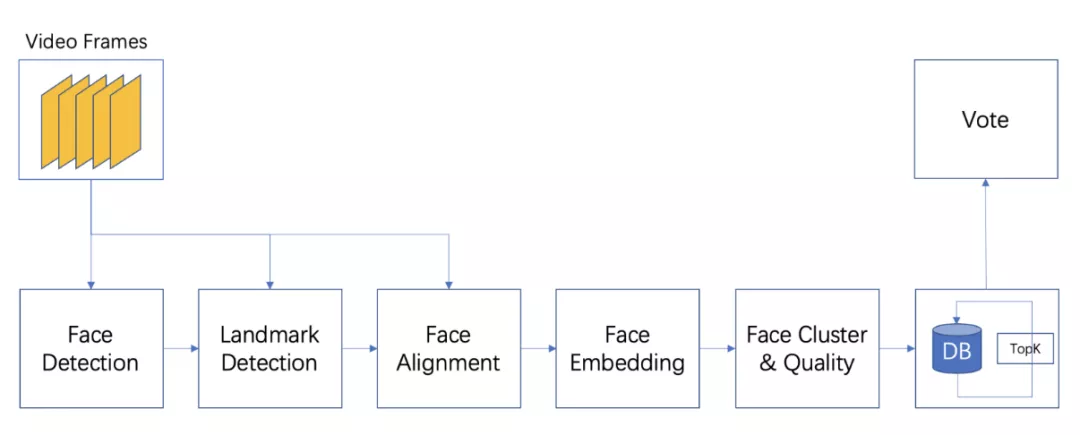 Video Frames
Vote
Face
Detection
Landmark
Detection
Face
Alignment
Face
Embedding
Face Cluster
& Quality
DB
TopK